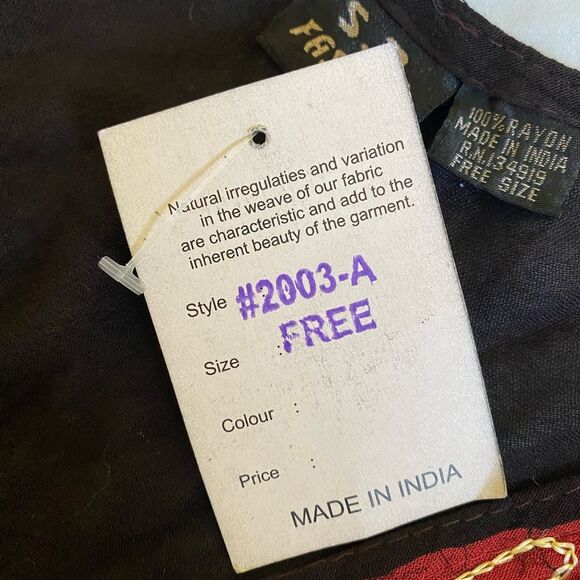 100% RAYON
MADE IN INDIA
R.N.134919
FREE SIZE
Natural irregulaties and variation
in the weave of our fabric
are characteristic and add to the
inherent beauty of the garment.
Style #2003-A
Size : FREE
Colour :
Price :
MADE IN INDIA